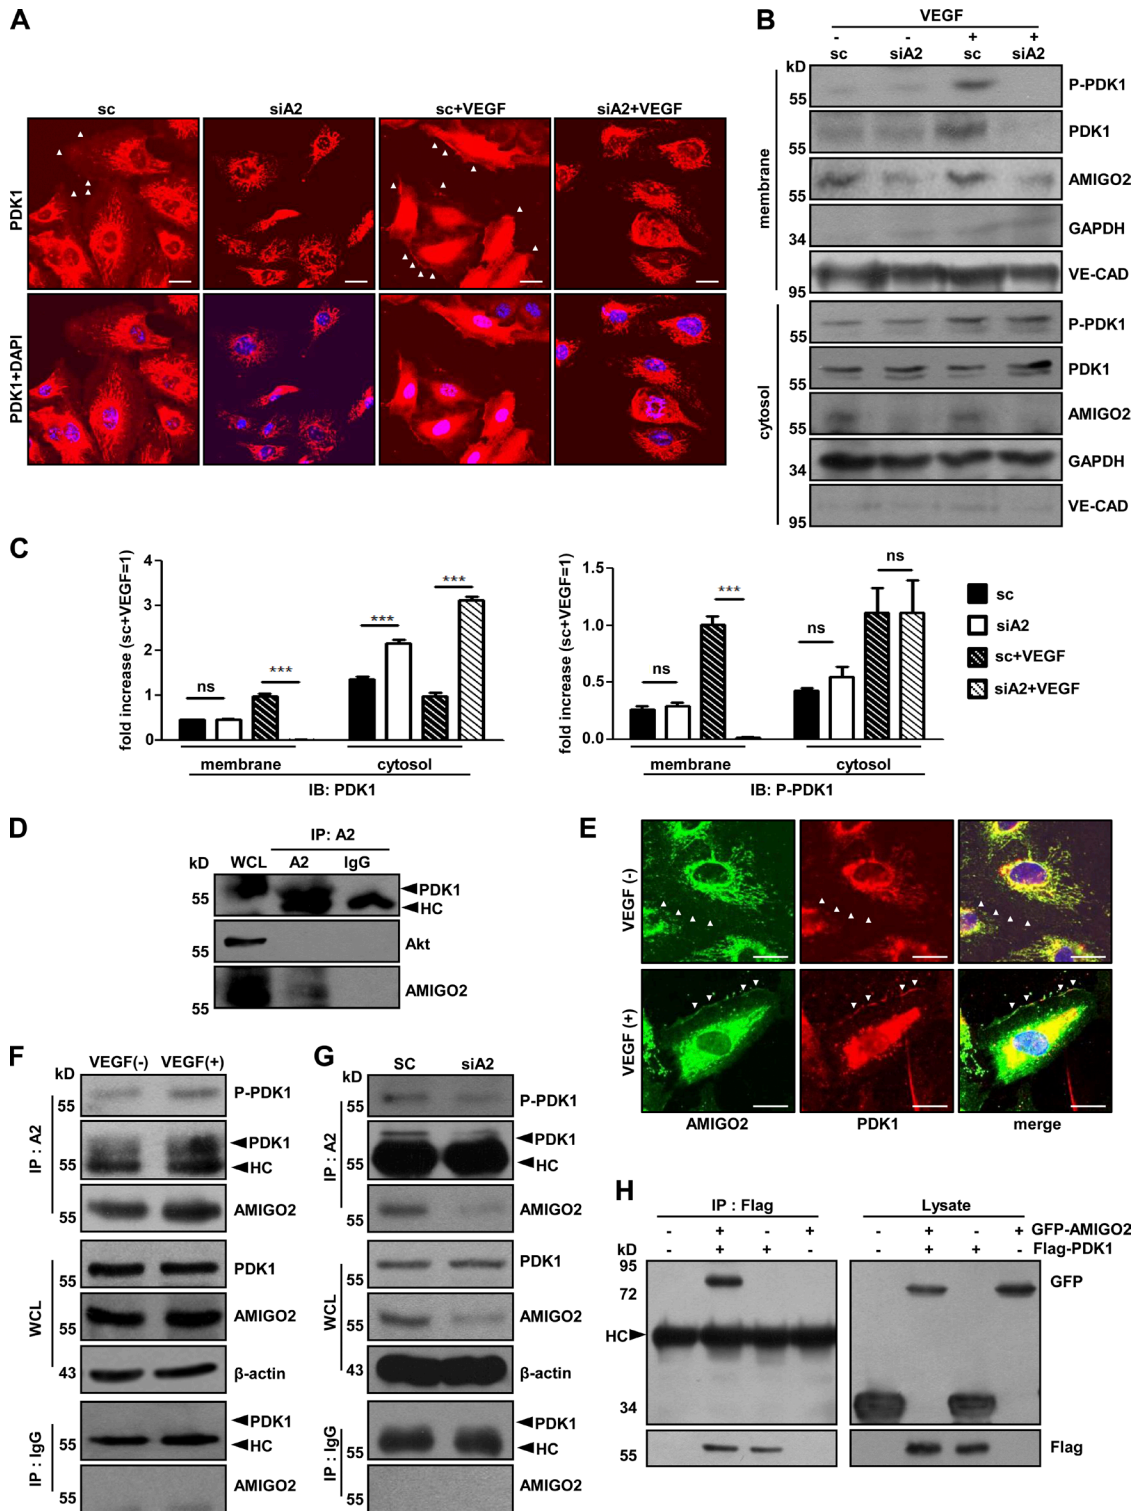 A
sc siA2 sc+VEGF siA2+VEGF
PDK1
PDK1+DAPI
B
VEGF
- - + +
kD sc siA2 sc siA2
membrane
55 P-PDK1
55 PDK1
55 AMIGO2
34 GAPDH
95 VE-CAD
cytosol
55 P-PDK1
55 PDK1
55 AMIGO2
34 GAPDH
95 VE-CAD
C
fold increase (sc+VEGF=1)
4
3
2
1
0
ns *** *** ***
membrane cytosol
IB: PDK1
fold increase (sc+VEGF=1)
1.5
1.0
0.5
0.0
ns *** ns ns
membrane cytosol
IB: P-PDK1
sc
siA2
sc+VEGF
siA2+VEGF
D
IP: A2
kD WCL A2 IgG
55 PDK1
HC
55 Akt
55 AMIGO2
E
VEGF (-)
VEGF (+)
AMIGO2 PDK1 merge
F
VEGF(-) VEGF(+)
kD
IP : A2
55 P-PDK1
PDK1
55 HC
55 AMIGO2
WCL
55 PDK1
55 AMIGO2
43 β-actin
IP : IgG
PDK1
55 HC
55 AMIGO2
G
SC siA2
kD
IP : A2
55 P-PDK1
PDK1
55 HC
55 AMIGO2
WCL
55 PDK1
55 AMIGO2
43 β-actin
IP : IgG
PDK1
55 HC
55 AMIGO2
H
IP : Flag Lysate
- + - + - + - + GFP-AMIGO2
kD - + + - - + + - Flag-PDK1
95 GFP
72
HC
34
55 Flag